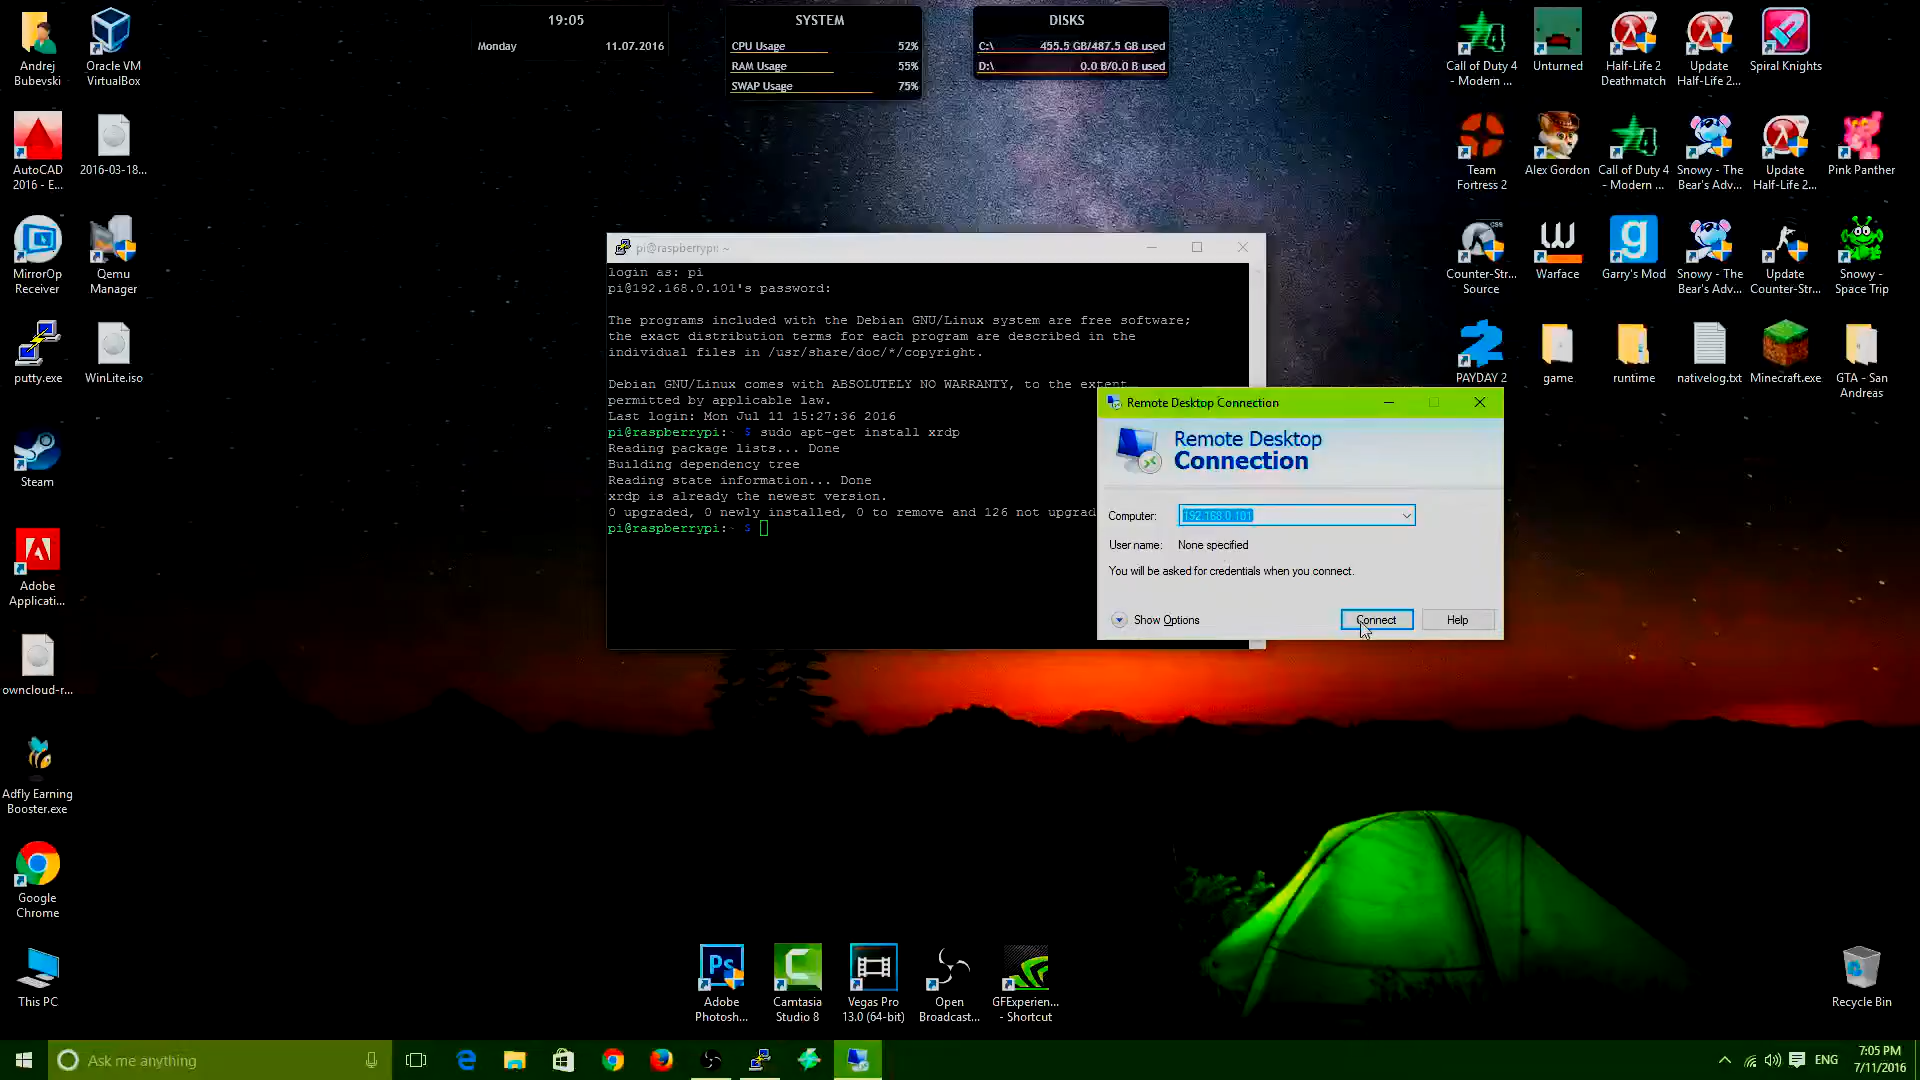 19:05
Monday 11.07.2016
SYSTEM
CPU Usage 52%
RAM Usage 55%
SWAP Usage 75%
DISKS
C:\ 455.5 GB/487.5 GB used
D:\ 0.0 B/0.0 B used
Andrej
Bubevski
Oracle VM
VirtualBox
AutoCAD
2016 - E...
2016-03-18...
MirrorOp
Receiver
Qemu
Manager
putty.exe
WinLite.iso
Steam
Adobe
Applicati...
owncloud-r...
Adfly Earning
Booster.exe
Google
Chrome
This PC
Call of Duty 4
- Modern ...
Unturned
Half-Life 2
Deathmatch
Update
Half-Life 2...
Spiral Knights
Team
Fortress 2
Alex Gordon
Call of Duty 4
- Modern ...
Snowy - The
Bear's Adv...
Update
Half-Life 2...
Pink Panther
Counter-Str...
Source
Warface
Garry's Mod
Snowy - The
Bear's Adv...
Update
Counter-Str...
Snowy -
Space Trip
PAYDAY 2
game
runtime
nativelog.txt
Minecraft.exe
GTA - San
Andreas
pi@raspberrypi: ~
login as: pi
pi@192.168.0.101's password:
The programs included with the Debian GNU/Linux system are free software;
the exact distribution terms for each program are described in the
individual files in /usr/share/doc/*/copyright.
Debian GNU/Linux comes with ABSOLUTELY NO WARRANTY, to the extent
permitted by applicable law.
Last login: Mon Jul 11 15:27:36 2016
pi@raspberrypi:~ $ sudo apt-get install xrdp
Reading package lists... Done
Building dependency tree
Reading state information... Done
xrdp is already the newest version.
0 upgraded, 0 newly installed, 0 to remove and 126 not upgrad
pi@raspberrypi:~ $
Remote Desktop Connection
Remote Desktop
Connection
Computer: 192.168.0.101
User name: None specified
You will be asked for credentials when you connect.
Show Options
Connect
Help
Ps
Adobe
Photosh...
Camtasia
Studio 8
Vegas Pro
13.0 (64-bit)
Open
Broadcast...
GFExperien...
- Shortcut
Recycle Bin
Ask me anything
ENG
7:05 PM
7/11/2016